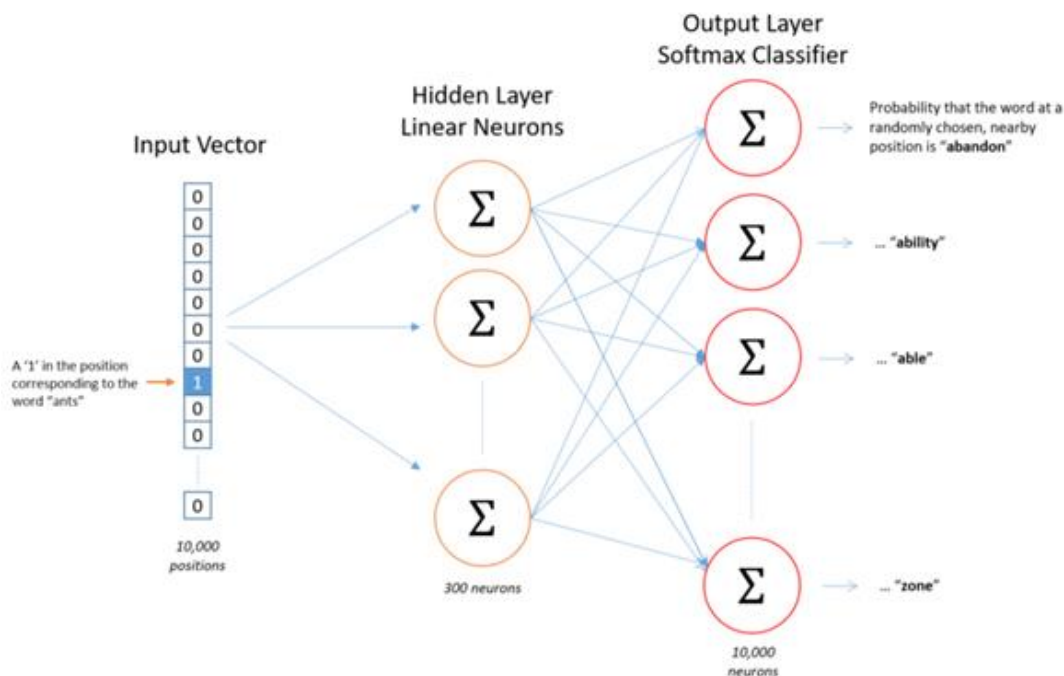 Output Layer
Softmax Classifier
Hidden Layer
Linear Neurons
Input Vector
0
0
0
0
0
0
0
1
0
0
0
A ‘1’ in the position
corresponding to the
word “ants”
10,000
positions
Σ
Σ
Σ
300 neurons
Σ
Σ
Σ
Σ
10,000
neurons
Probability that the word at a
randomly chosen, nearby
position is “abandon”
... “ability”
... “able”
... “zone”